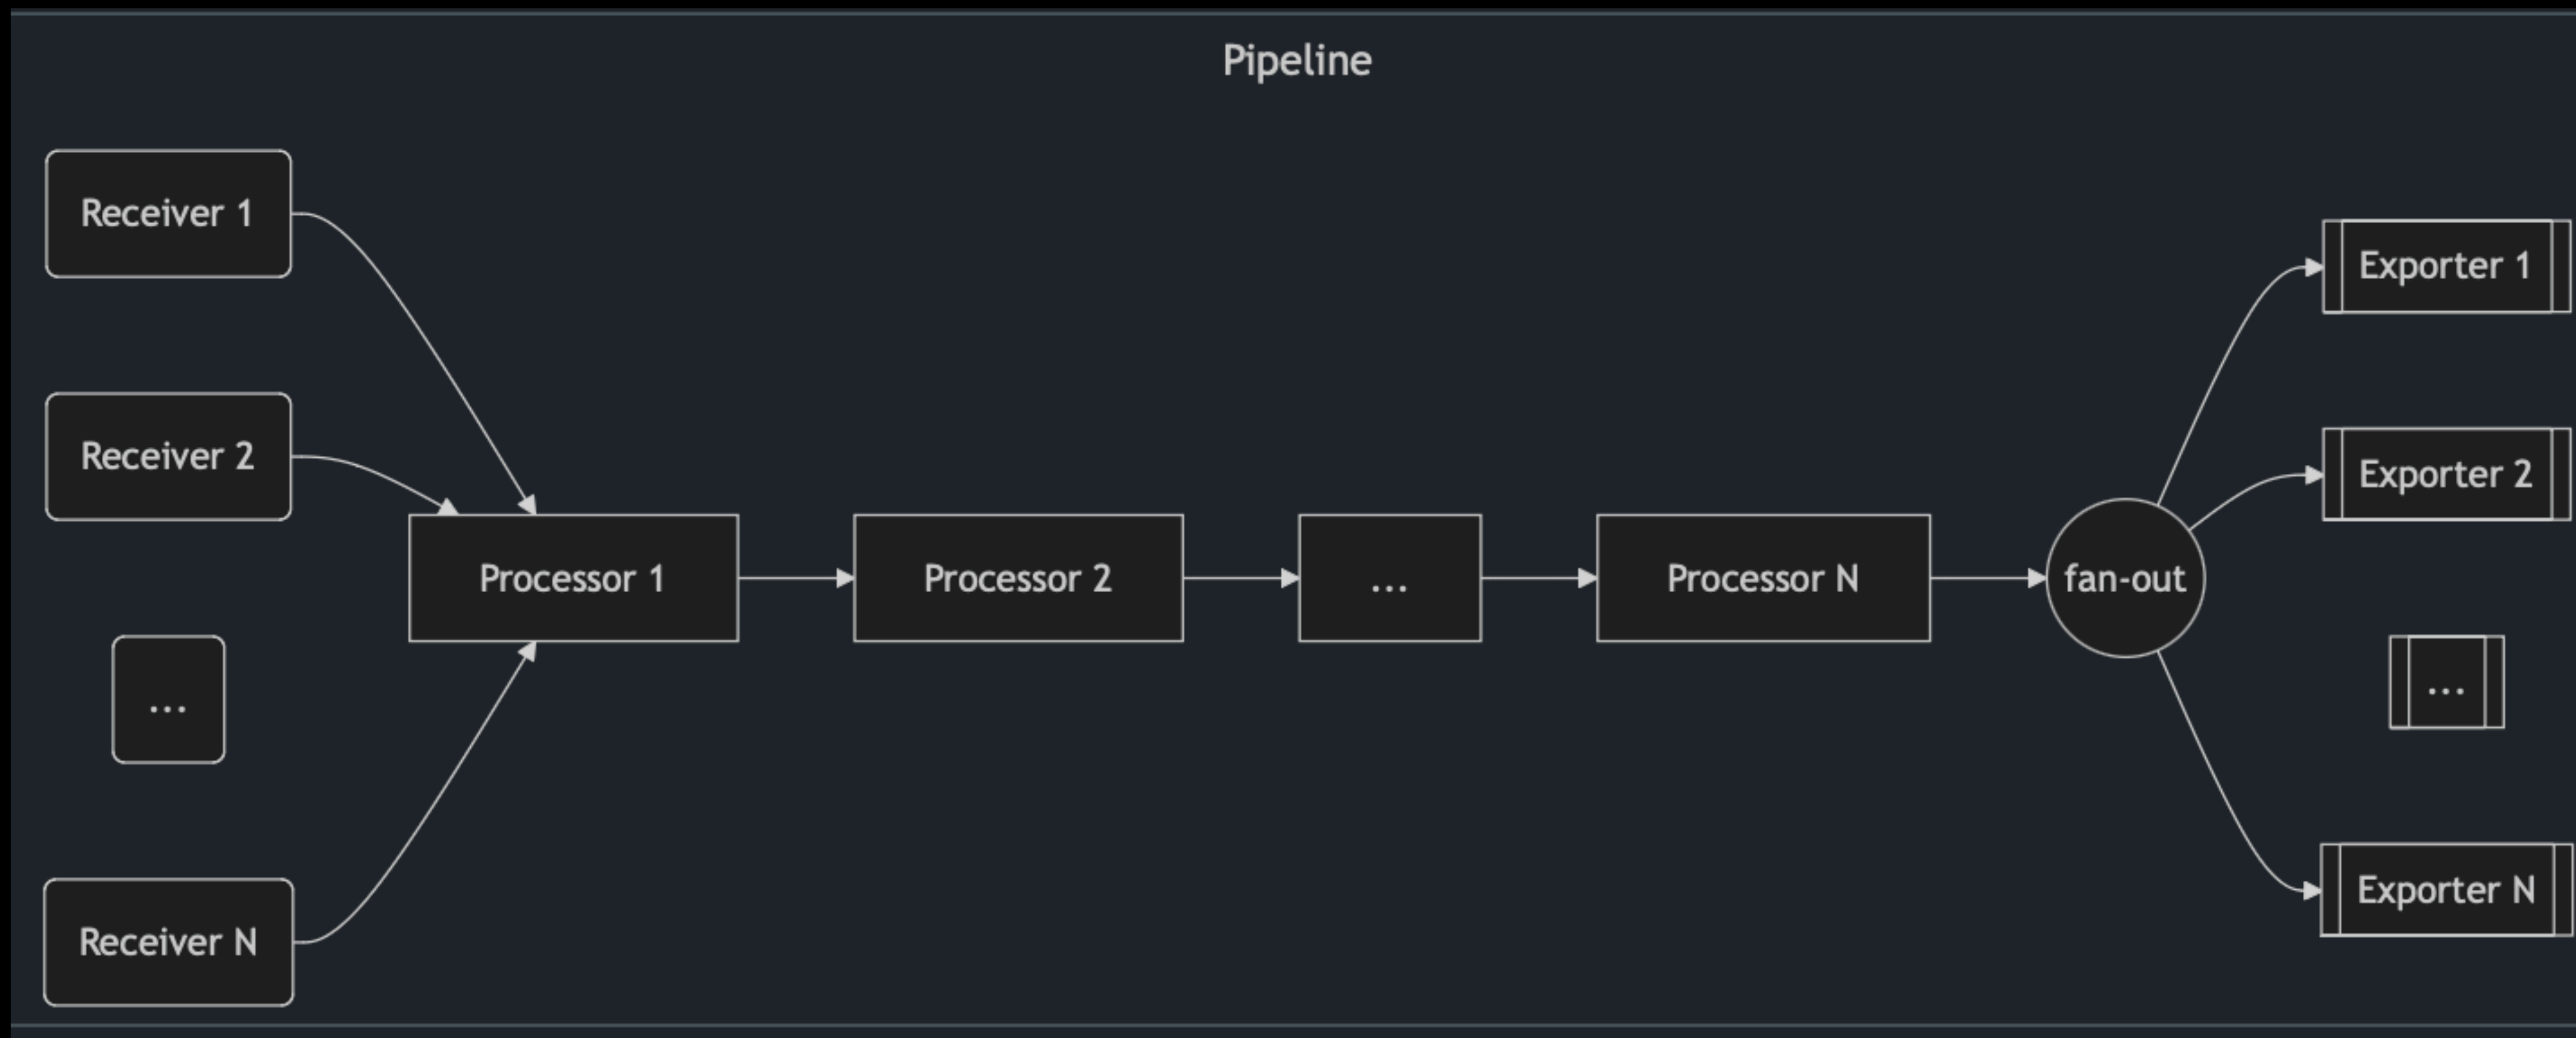 Pipeline
Receiver 1
Receiver 2
...
Receiver N
Processor 1
Processor 2
...
Processor N
fan-out
Exporter 1
Exporter 2
...
Exporter N